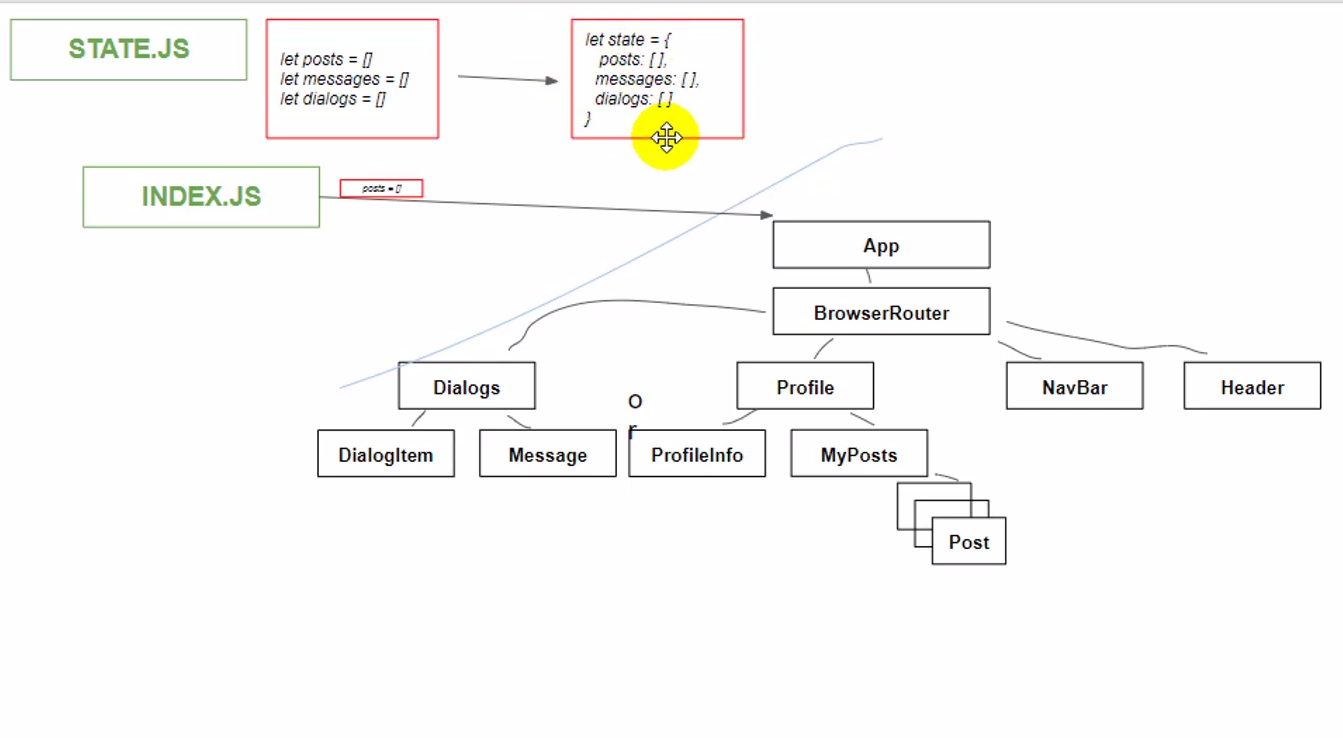 STATE.JS
let posts = []
let messages = []
let dialogs = []
let state = {
posts: [ ],
messages: [ ],
dialogs: [ ]
}
INDEX.JS
posts = []
App
BrowserRouter
Dialogs
Profile
NavBar
Header
O
r
DialogItem
Message
ProfileInfo
MyPosts
Post